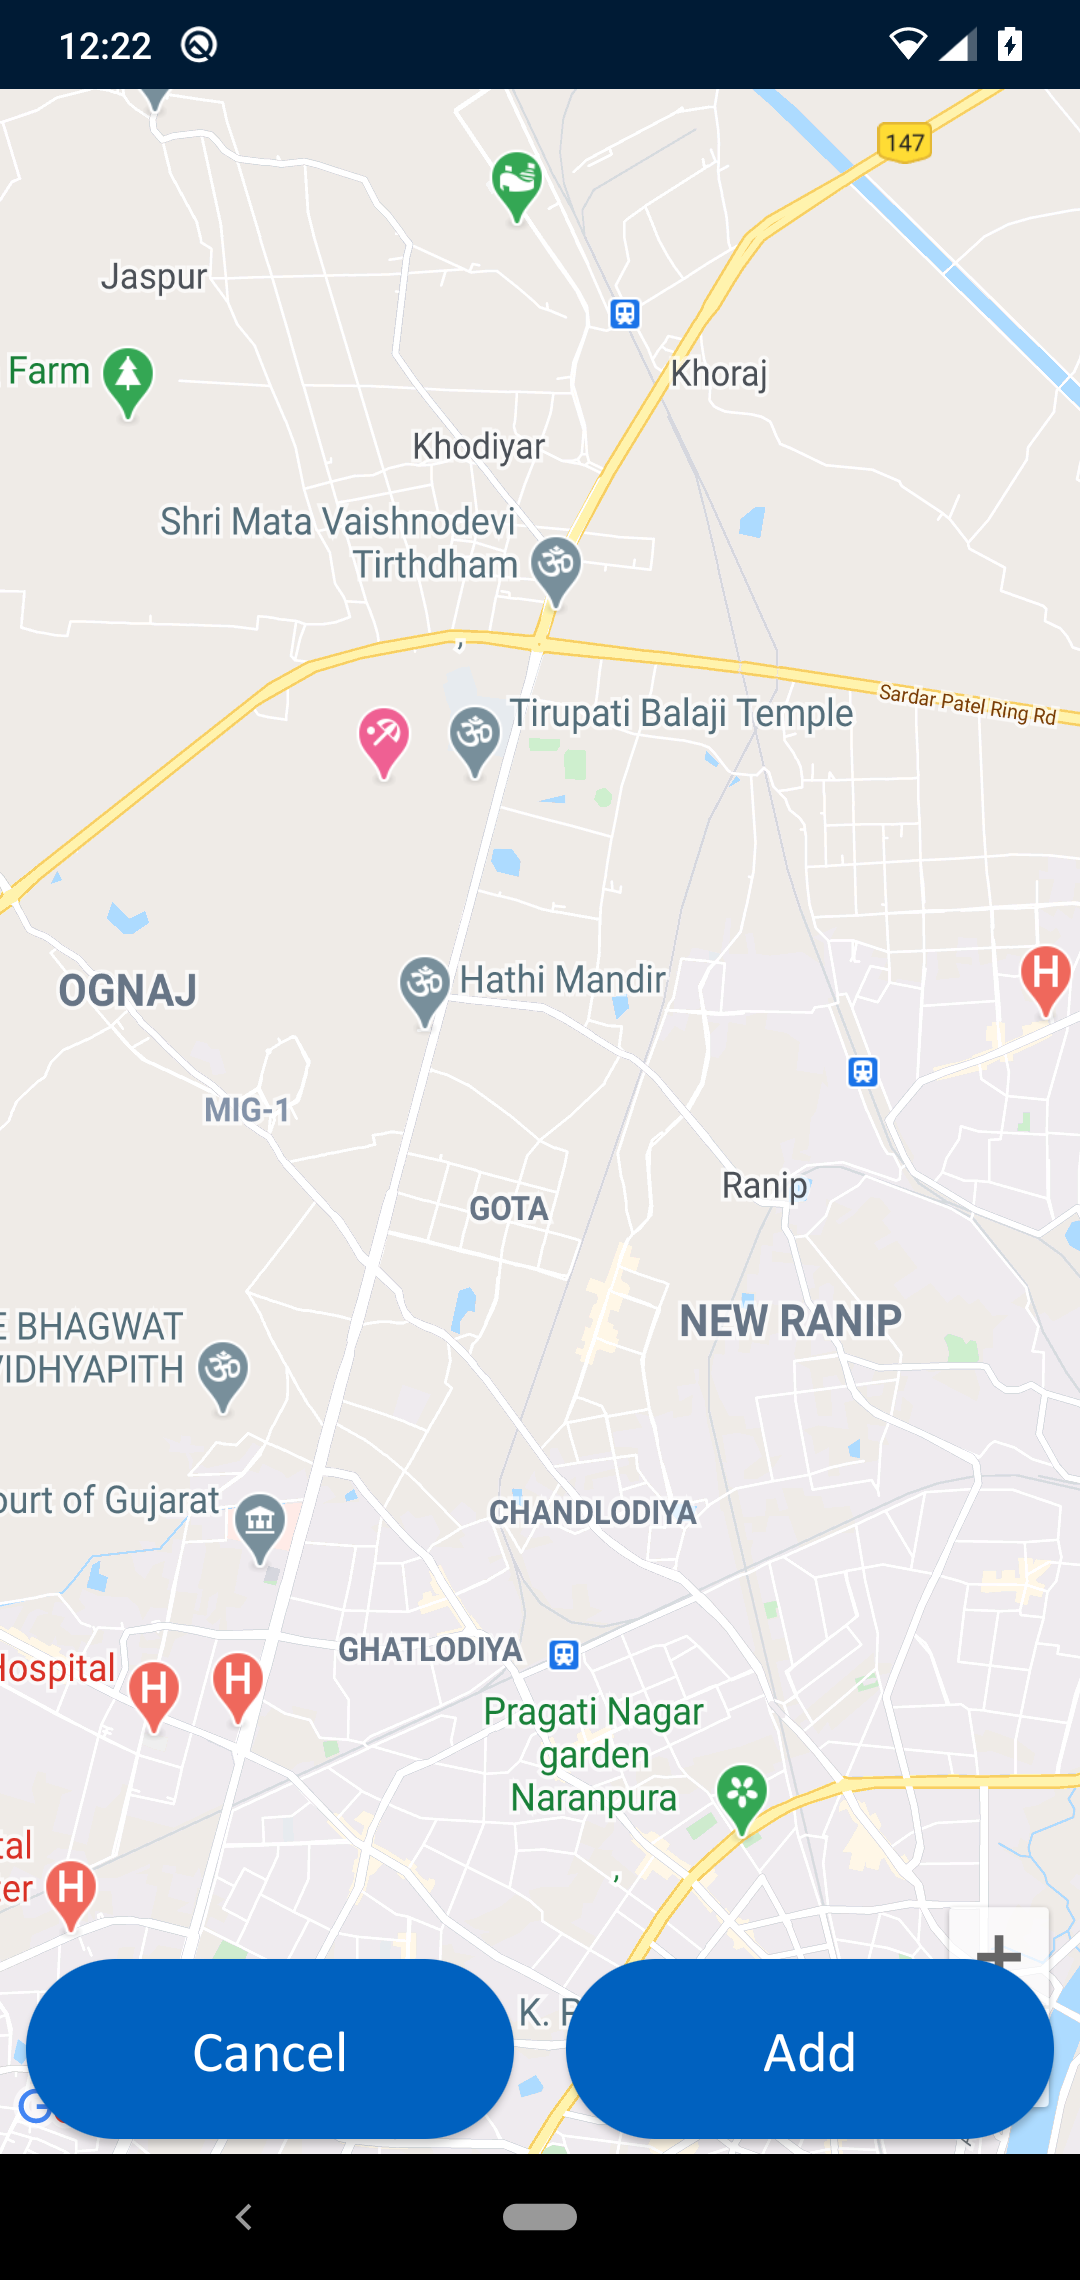 12:22
147
Jaspur
Farm
Khoraj
Khodiyar
Shri Mata Vaishnodevi
Tirthdham
Sardar Patel Ring Rd
Tirupati Balaji Temple
OGNAJ
Hathi Mandir
H
MIG-1
Ranip
GOTA
NEW RANIP
E BHAGWAT
VIDHYAPITH
ourt of Gujarat
CHANDLODIYA
GHATLODIYA
Hospital
H
H
Pragati Nagar
garden
Naranpura
tal
ter
H
K.
Cancel
Add